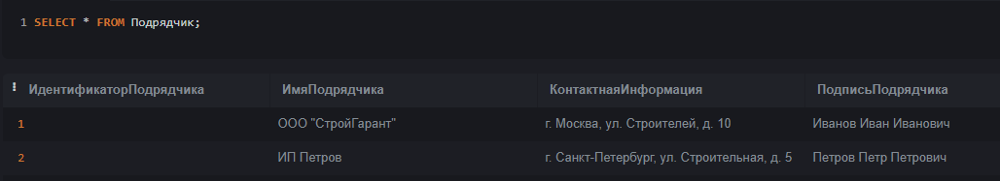 1 SELECT * FROM Подрядчик;
⋮ ИдентификаторПодрядчика ИмяПодрядчика КонтактнаяИнформация ПодписьПодрядчика
1 ООО "СтройГарант" г. Москва, ул. Строителей, д. 10 Иванов Иван Иванович
2 ИП Петров г. Санкт-Петербург, ул. Строительная, д. 5 Петров Петр Петрович